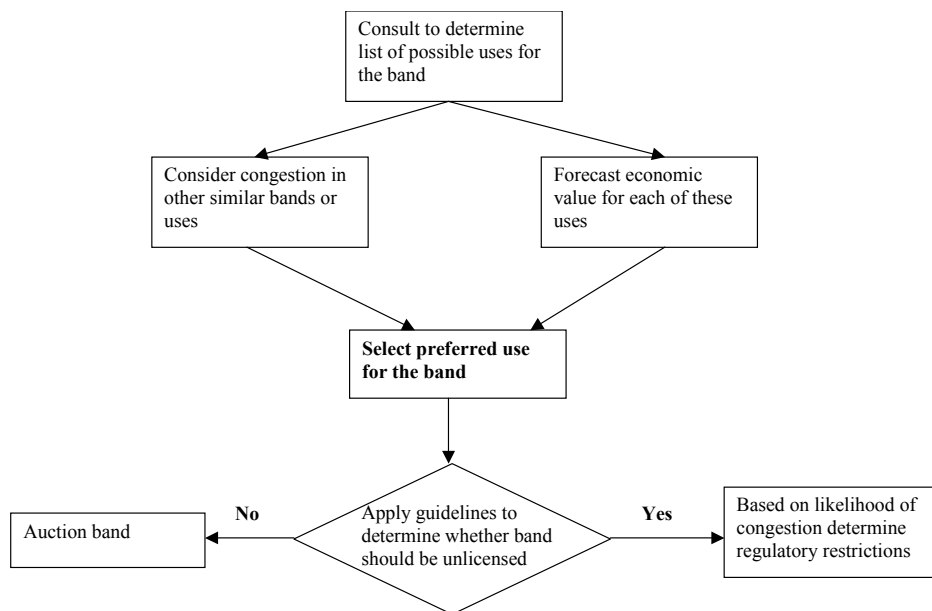 Consult to determine
list of possible uses for
the band
Consider congestion in
other similar bands or
uses
Forecast economic
value for each of these
uses
Select preferred use
for the band
Auction band
No
Apply guidelines to
determine whether band
should be unlicensed
Yes
Based on likelihood of
congestion determine
regulatory restrictions